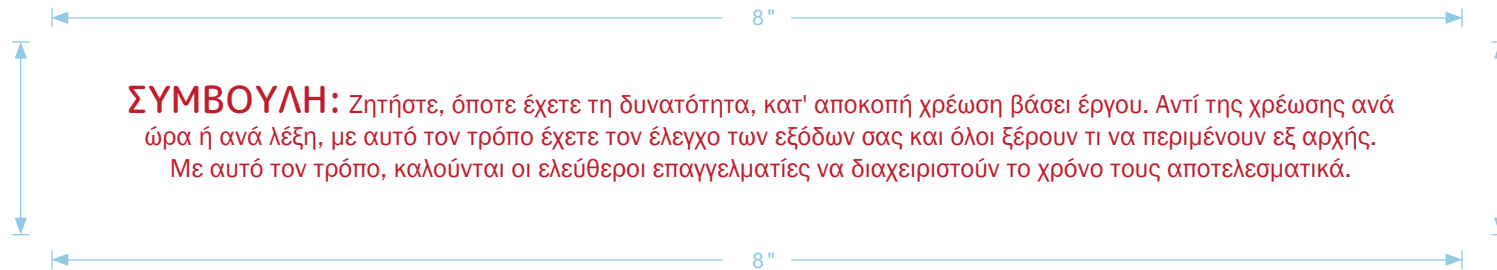 8"
ΣΥΜΒΟΥΛΗ: Ζητήστε, όποτε έχετε τη δυνατότητα, κατ' αποκοπή χρέωση βάσει έργου. Αντί της χρέωσης ανά
ώρα ή ανά λέξη, με αυτό τον τρόπο έχετε τον έλεγχο των εξόδων σας και όλοι ξέρουν τι να περιμένουν εξ αρχής.
Με αυτό τον τρόπο, καλούνται οι ελεύθεροι επαγγελματίες να διαχειριστούν το χρόνο τους αποτελεσματικά.
8"